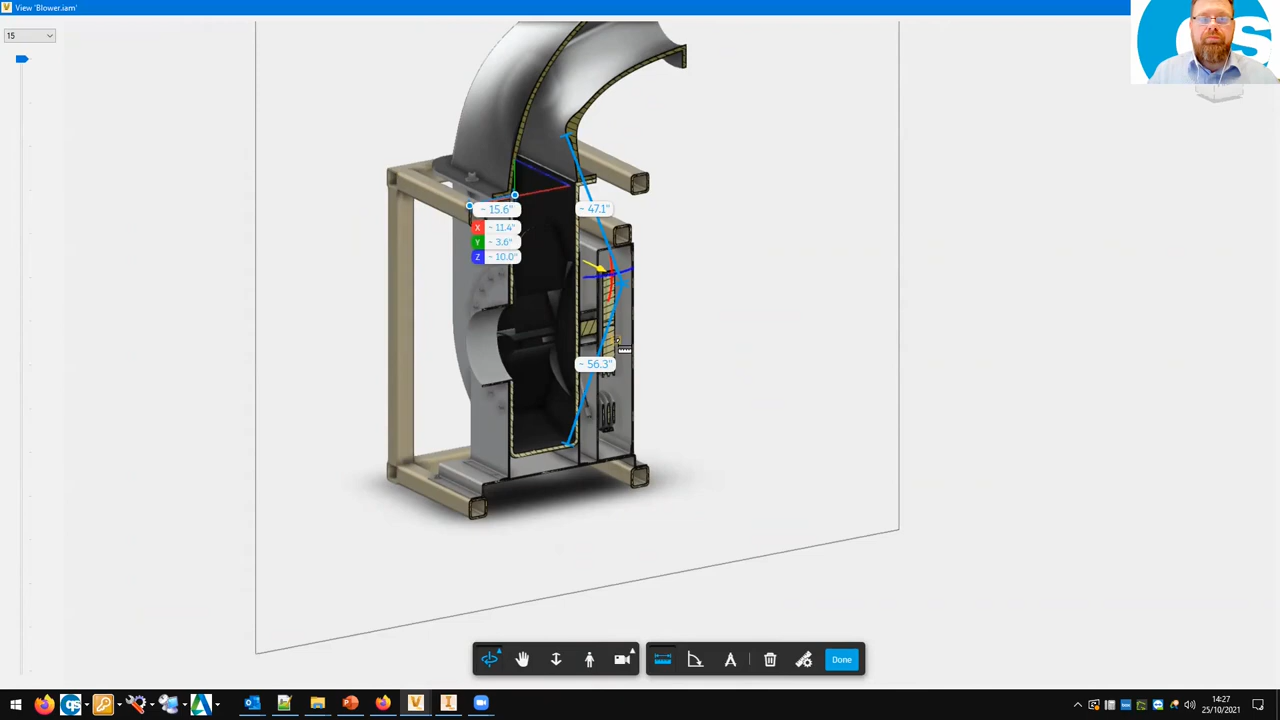 View 'Blower.iam'
15
~ 15.6"
X ~ 11.4"
Y ~ 3.6"
Z ~ 10.0"
~ 47.1"
~ 56.3"
Done
14:27
25/10/2021